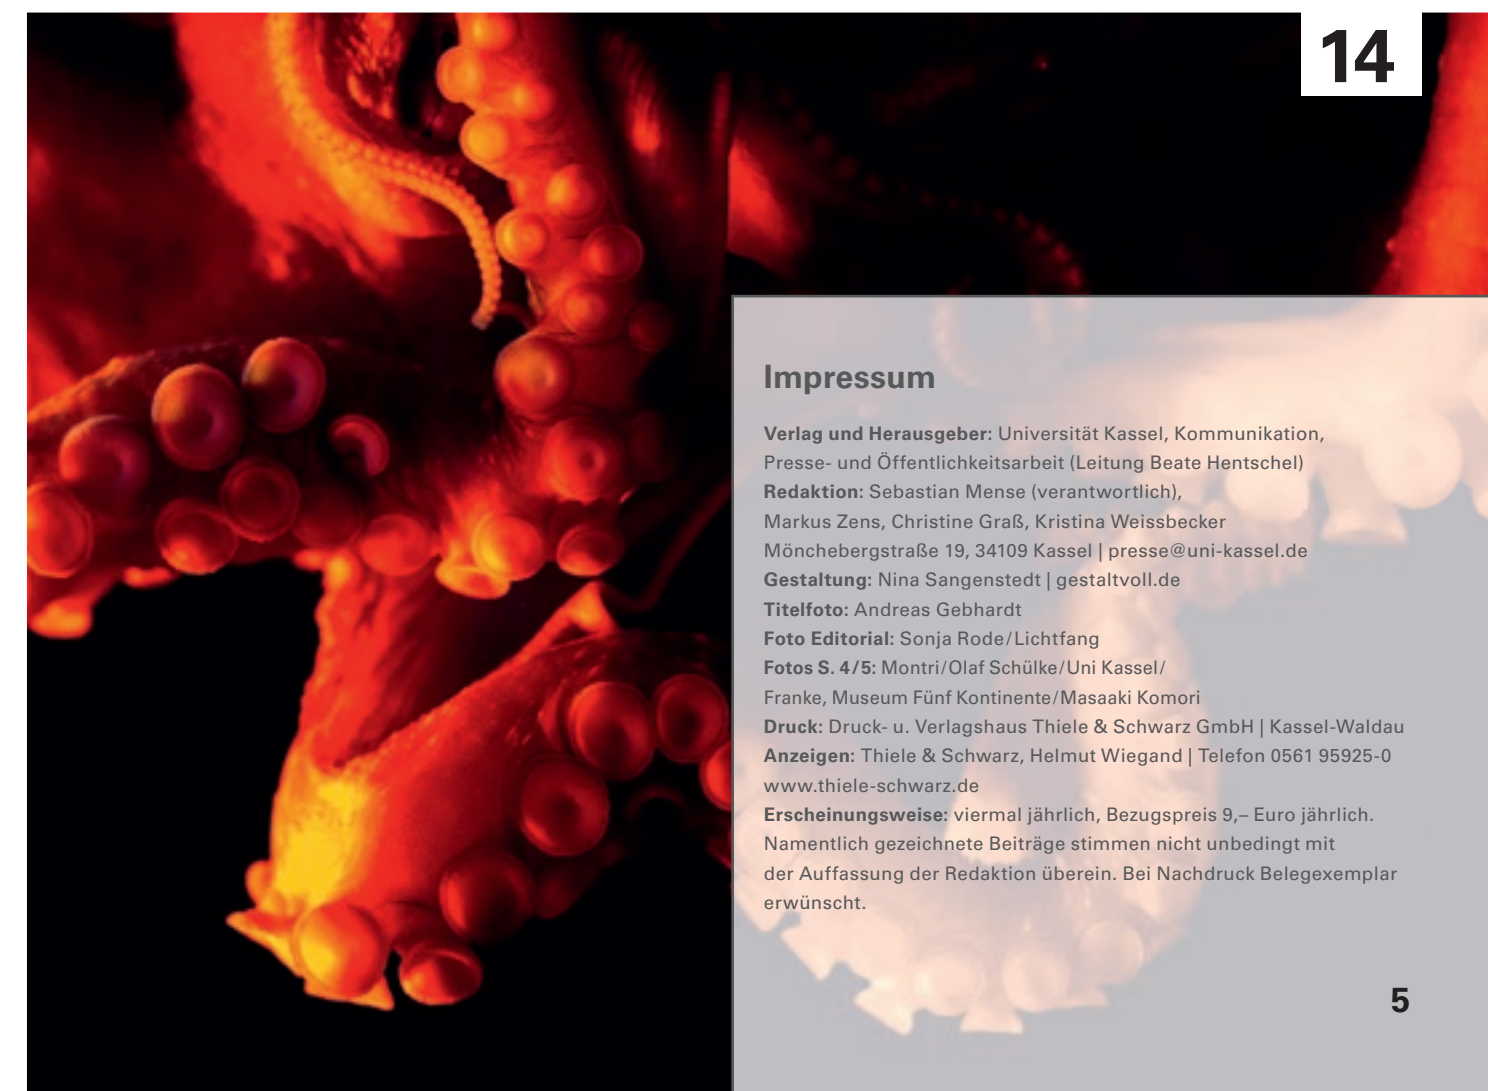 14
Impressum
Verlag und Herausgeber: Universität Kassel, Kommunikation,
Presse- und Öffentlichkeitsarbeit (Leitung Beate Hentschel)
Redaktion: Sebastian Mense (verantwortlich),
Markus Zens, Christine Graß, Kristina Weissbecker
Mönchebergstraße 19, 34109 Kassel | presse@uni-kassel.de
Gestaltung: Nina Sangenstedt | gestaltvoll.de
Titelfoto: Andreas Gebhardt
Foto Editorial: Sonja Rode/Lichtfang
Fotos S. 4/5: Montri/Olaf Schülke/Uni Kassel/
Franke, Museum Fünf Kontinente/Masaaki Komori
Druck: Druck- u. Verlagshaus Thiele & Schwarz GmbH | Kassel-Waldau
Anzeigen: Thiele & Schwarz, Helmut Wiegand | Telefon 0561 95925-0
www.thiele-schwarz.de
Erscheinungsweise: viermal jährlich, Bezugspreis 9,– Euro jährlich.
Namentlich gezeichnete Beiträge stimmen nicht unbedingt mit
der Auffassung der Redaktion überein. Bei Nachdruck Belegexemplar
erwünscht.
5